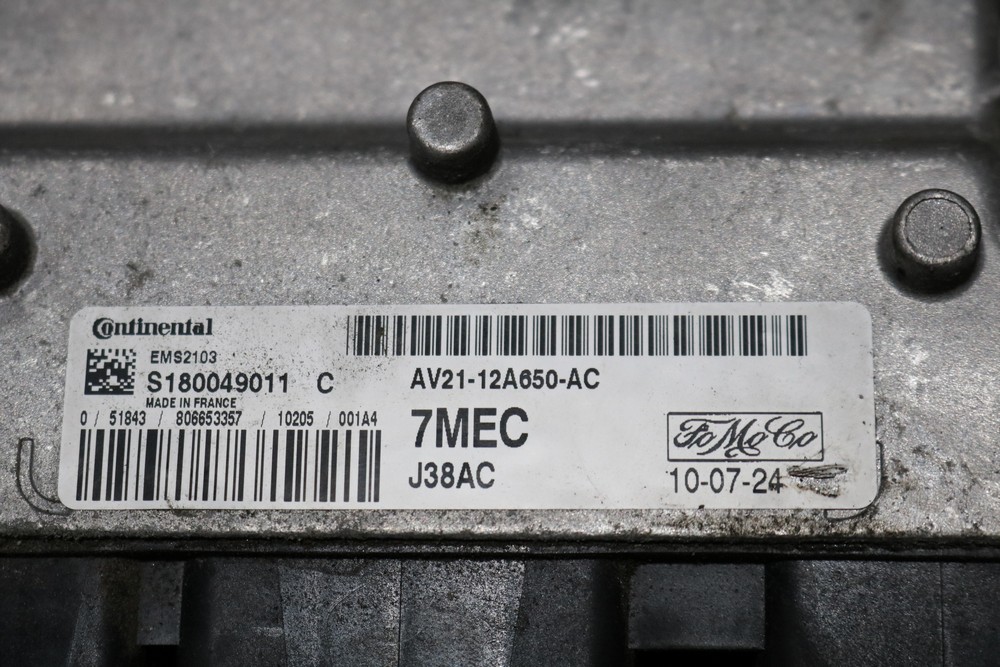 Continental
EMS2103
S180049011 C
MADE IN FRANCE
0 / 51843 / 806653357 / 10205 / 001A4
AV21-12A650-AC
7MEC
J38AC
FoMoCo
10-07-24